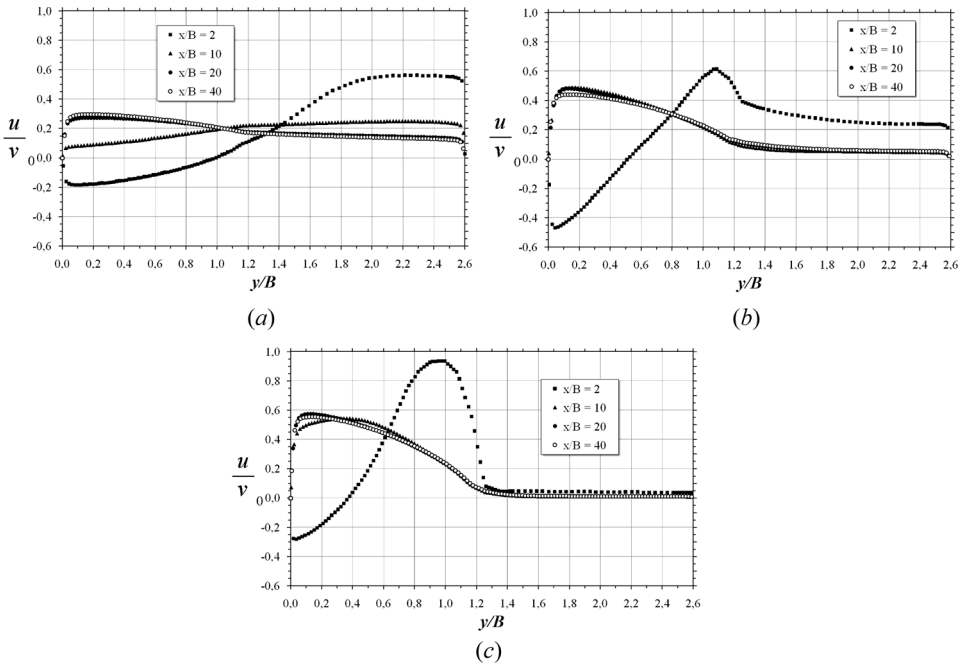 1,0
0,8
0,6
0,4
0,2
0,0
-0,2
-0,4
-0,6
u
v
x/B = 2
x/B = 10
x/B = 20
x/B = 40
0,0 0,2 0,4 0,6 0,8 1,0 1,2 1,4 1,6 1,8 2,0 2,2 2,4 2,6
y/B
(a)
1,0
0,8
0,6
0,4
0,2
0,0
-0,2
-0,4
-0,6
u
v
x/B = 2
x/B = 10
x/B = 20
x/B = 40
0,0 0,2 0,4 0,6 0,8 1,0 1,2 1,4 1,6 1,8 2,0 2,2 2,4 2,6
y/B
(b)
1,0
0,8
0,6
0,4
0,2
0,0
-0,2
-0,4
-0,6
u
v
x/B = 2
x/B = 10
x/B = 20
x/B = 40
0,0 0,2 0,4 0,6 0,8 1,0 1,2 1,4 1,6 1,8 2,0 2,2 2,4 2,6
y/B
(c)